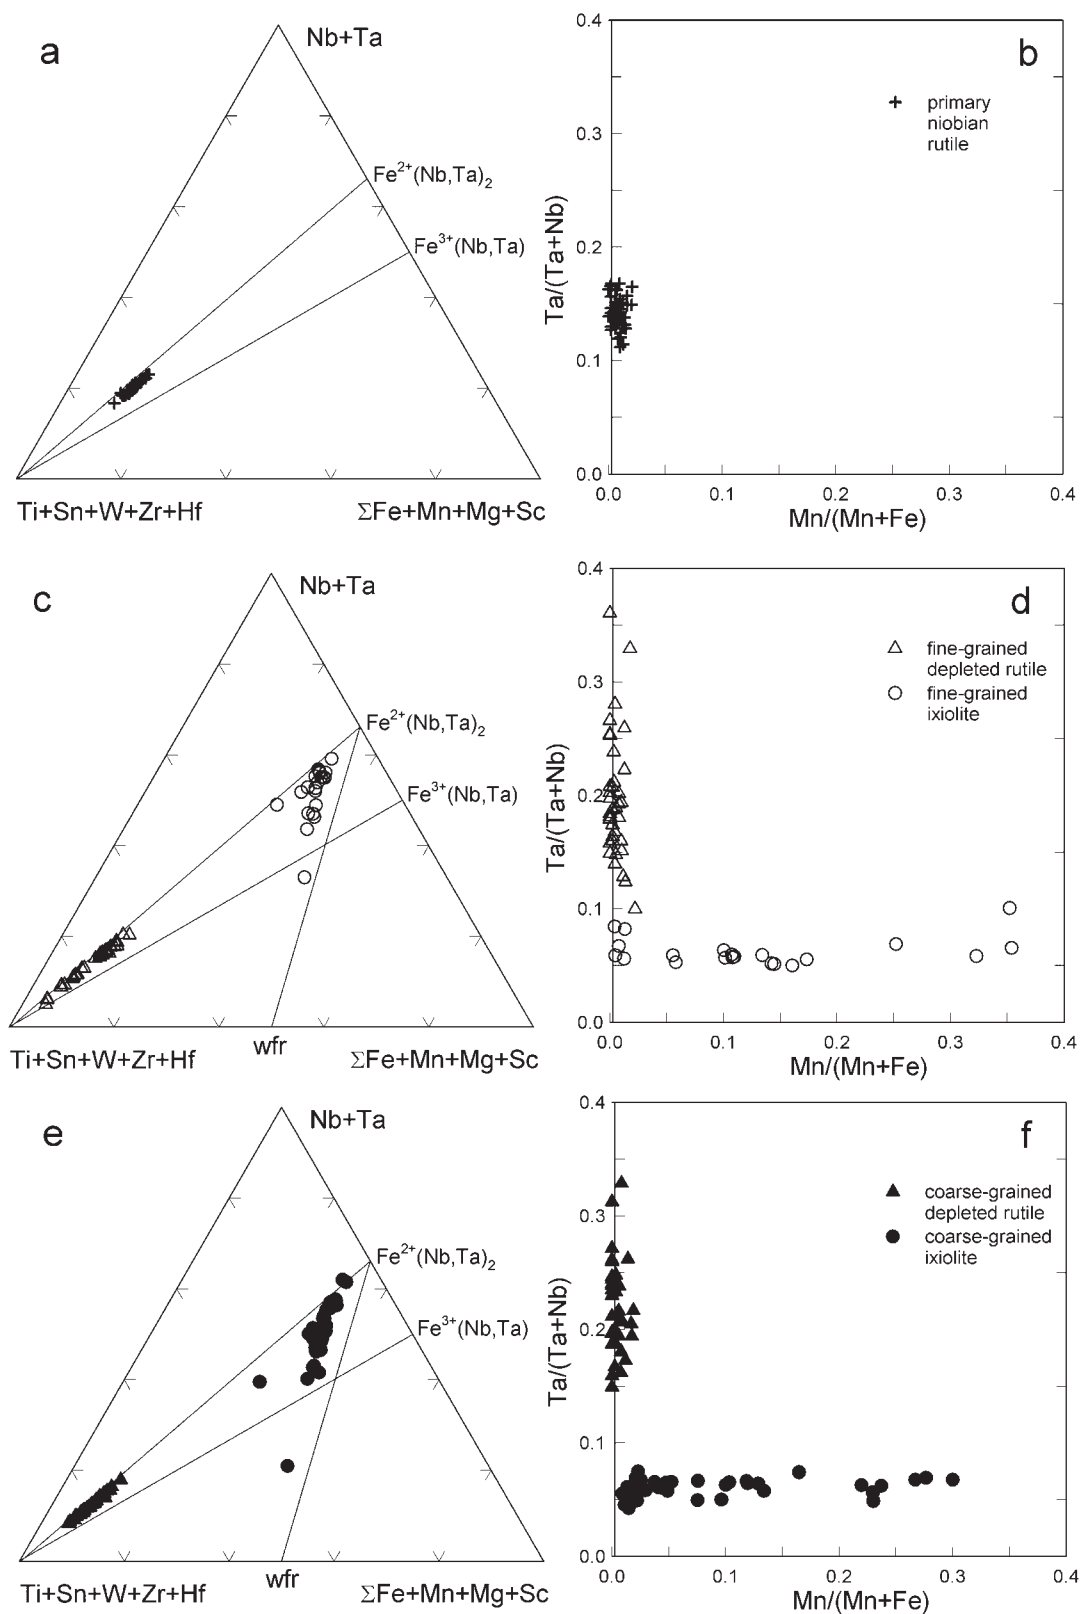 a
Nb+Ta
Fe²⁺(Nb,Ta)₂
Fe³⁺(Nb,Ta)
Ti+Sn+W+Zr+Hf
ΣFe+Mn+Mg+Sc
b
0.4
0.3
0.2
0.1
0.0
Ta/(Ta+Nb)
primary
niobian
rutile
0.0 0.1 0.2 0.3 0.4
Mn/(Mn+Fe)
c
Nb+Ta
Fe²⁺(Nb,Ta)₂
Fe³⁺(Nb,Ta)
wfr
Ti+Sn+W+Zr+Hf
ΣFe+Mn+Mg+Sc
d
0.4
0.3
0.2
0.1
0.0
Ta/(Ta+Nb)
fine-grained
depleted rutile
fine-grained
ixiolite
0.0 0.1 0.2 0.3 0.4
Mn/(Mn+Fe)
e
Nb+Ta
Fe²⁺(Nb,Ta)₂
Fe³⁺(Nb,Ta)
wfr
Ti+Sn+W+Zr+Hf
ΣFe+Mn+Mg+Sc
f
0.4
0.3
0.2
0.1
0.0
Ta/(Ta+Nb)
coarse-grained
depleted rutile
coarse-grained
ixiolite
0.0 0.1 0.2 0.3 0.4
Mn/(Mn+Fe)